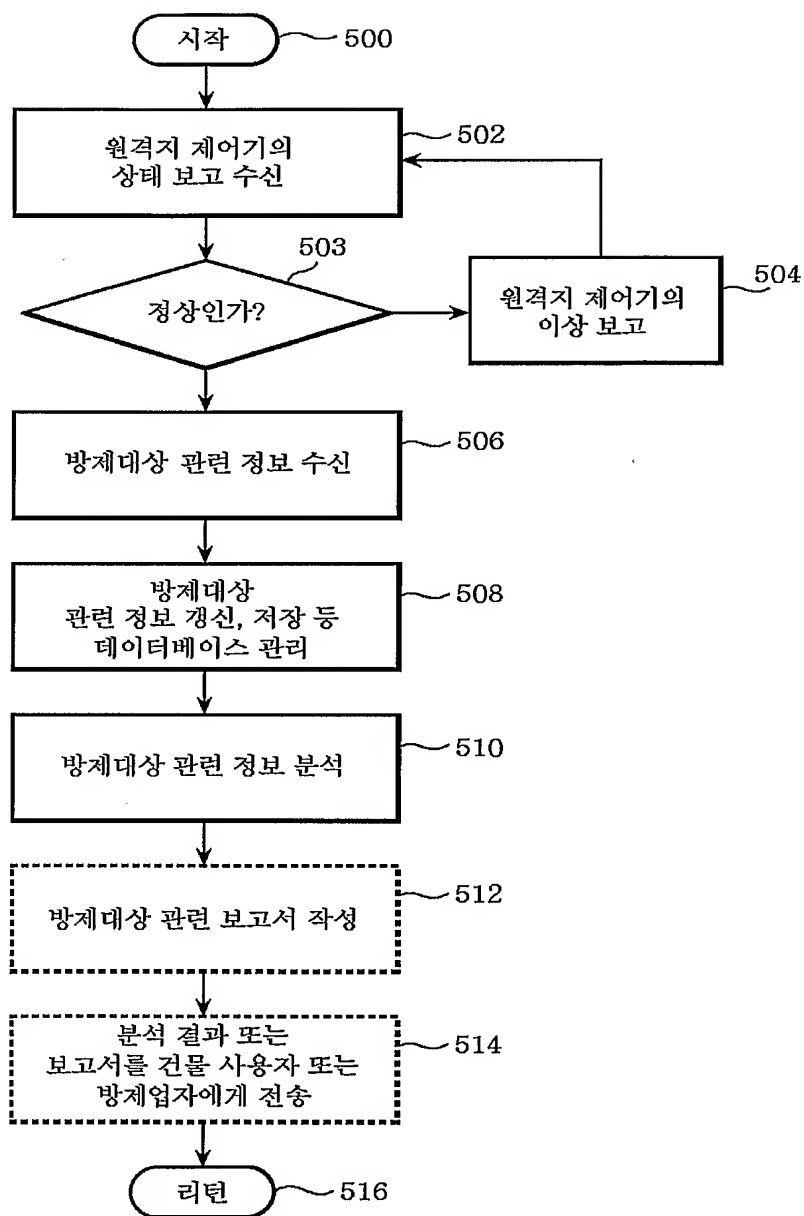 시작
500
원격지 제어기의
상태 보고 수신
502
정상인가?
503
원격지 제어기의
이상 보고
504
방제대상 관련 정보 수신
506
방제대상
관련 정보 갱신, 저장 등
데이터베이스 관리
508
방제대상 관련 정보 분석
510
방제대상 관련 보고서 작성
512
분석 결과 또는
보고서를 건물 사용자 또는
방제업자에게 전송
514
리턴
516